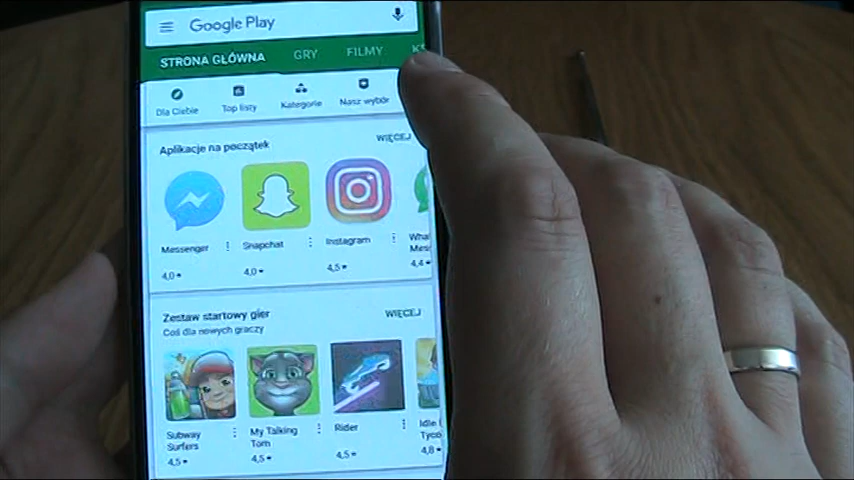 Google Play
STRONA GŁÓWNA GRY FILMY
Dla Ciebie Top listy Kategorie Nasz wybór
Aplikacje na początek WIĘCEJ
Messenger Snapchat Instagram
4,0 4,0 4,5 4,4
Zestaw startowy gier WIĘCEJ
Coś dla nowych graczy
Subway Surfers My Talking Tom Rider Idle
4,5 4,5 4,5 4,8